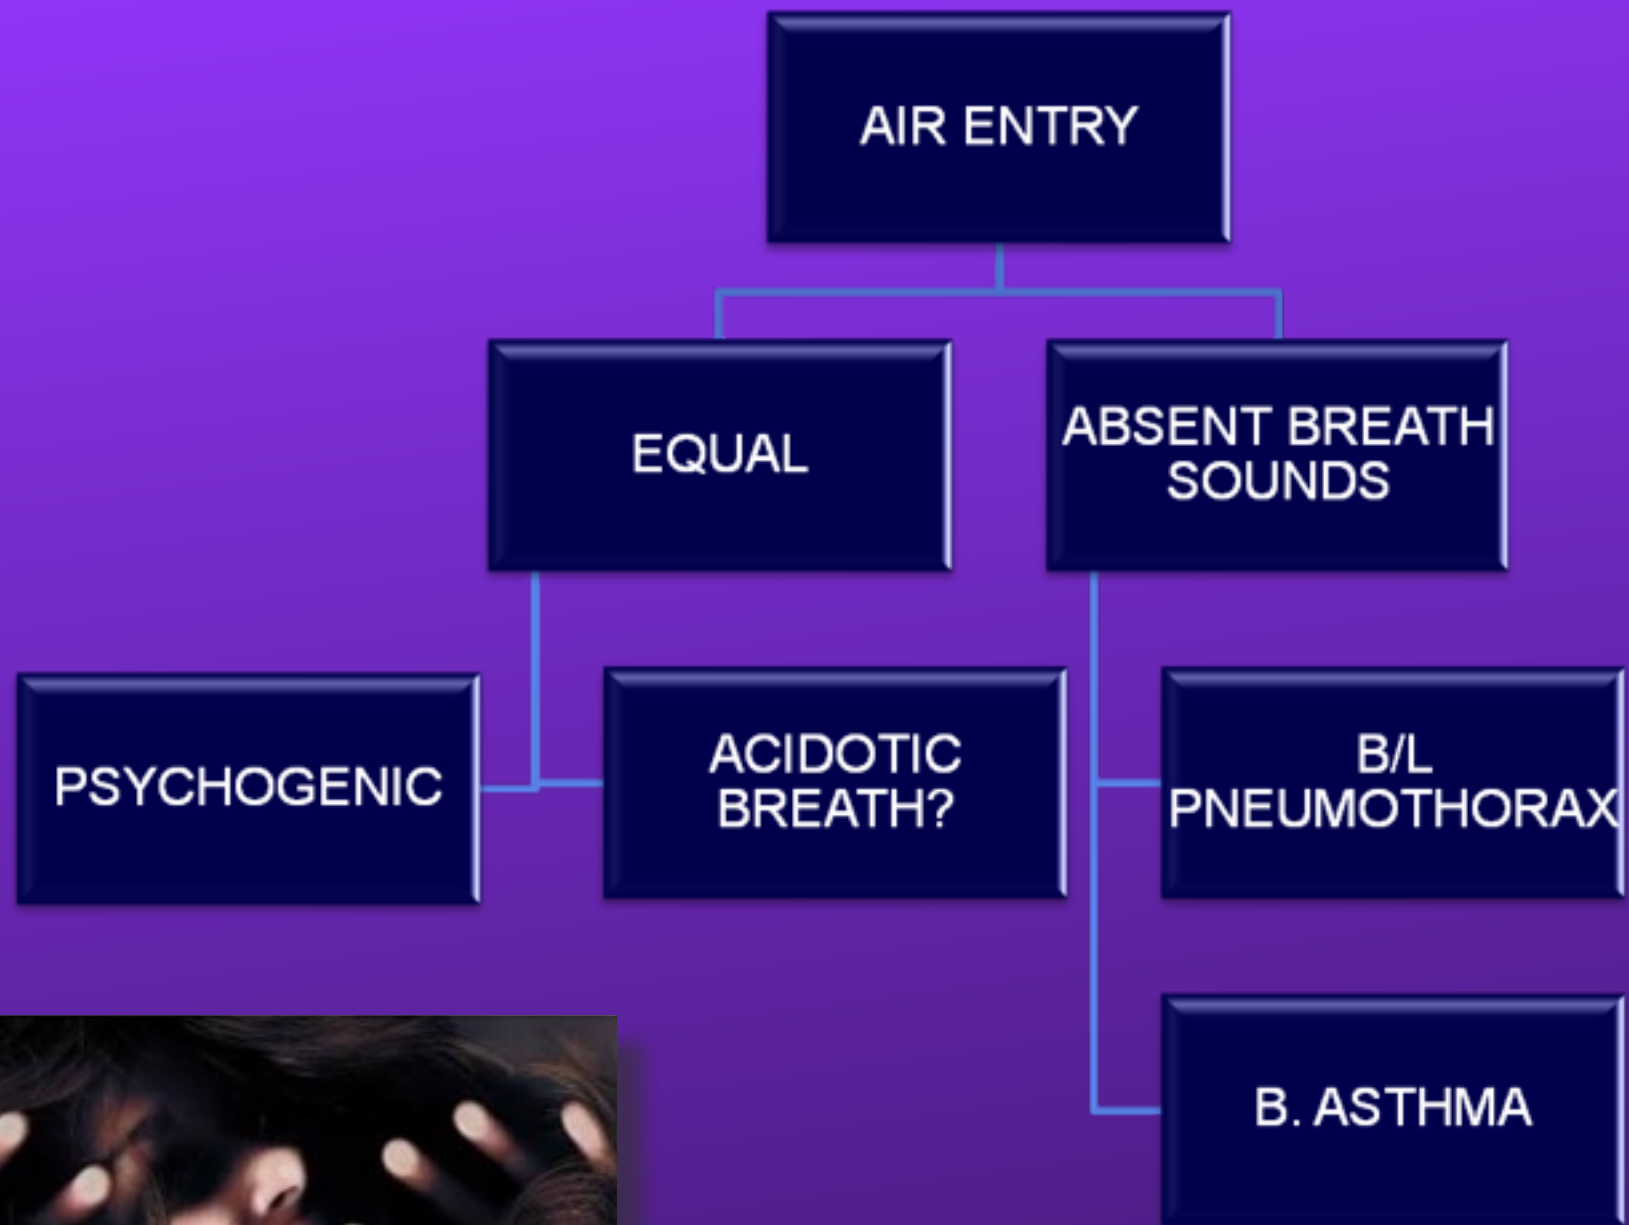 AIR ENTRY
EQUAL
ABSENT BREATH
SOUNDS
PSYCHOGENIC
ACIDOTIC
BREATH?
B/L
PNEUMOTHORAX
B. ASTHMA